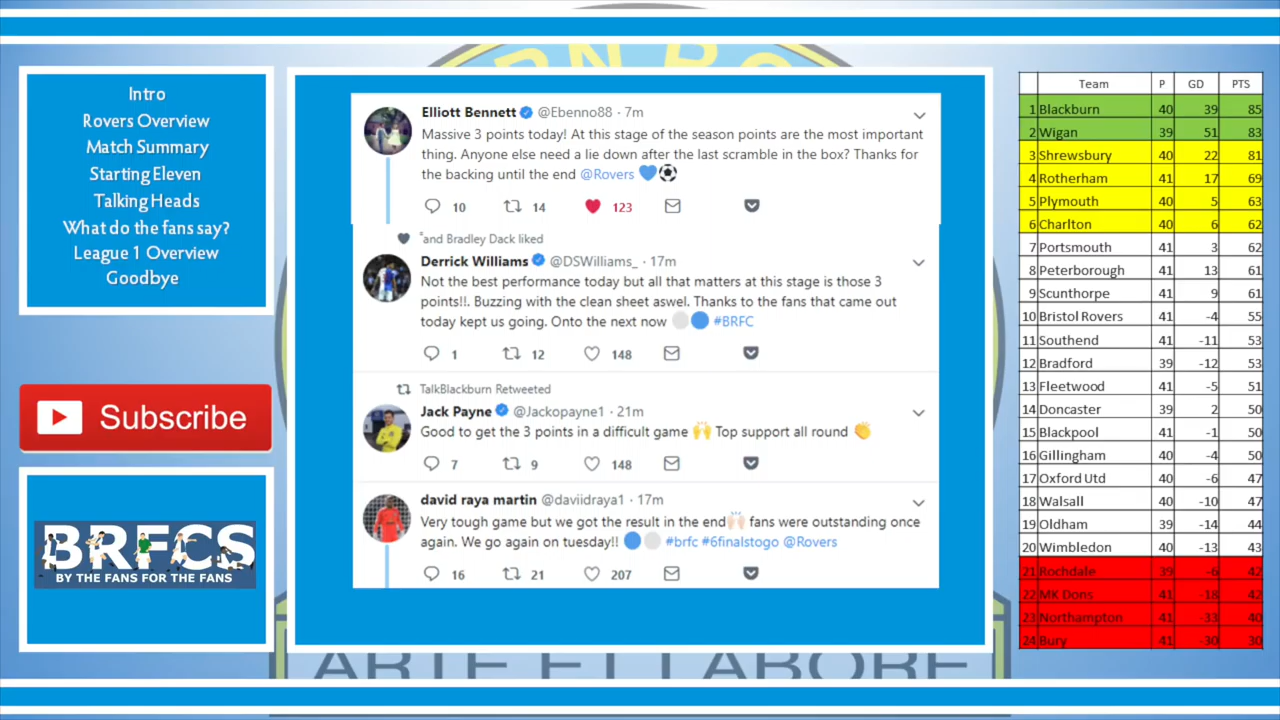 RN RO
Intro
Rovers Overview
Match Summary
Starting Eleven
Talking Heads
What do the fans say?
League 1 Overview
Goodbye
Subscribe
BRFCS
BY THE FANS FOR THE FANS
Elliott Bennett @Ebenno88 · 7m
Massive 3 points today! At this stage of the season points are the most important
thing. Anyone else need a lie down after the last scramble in the box? Thanks for
the backing until the end @Rovers 💙⚽
10 14 123
and Bradley Dack liked
Derrick Williams @DSWilliams_ · 17m
Not the best performance today but all that matters at this stage is those 3
points!!. Buzzing with the clean sheet aswel. Thanks to the fans that came out
today kept us going. Onto the next now ⚪🔵 #BRFC
1 12 148
TalkBlackburn Retweeted
Jack Payne @Jackopayne1 · 21m
Good to get the 3 points in a difficult game 🙌 Top support all round 👏
7 9 148
david raya martin @daviidraya1 · 17m
Very tough game but we got the result in the end🙌🏻 fans were outstanding once
again. We go again on tuesday!! 🔵⚪ #brfc #6finalstogo @Rovers
16 21 207
Team P GD PTS
1 Blackburn 40 39 85
2 Wigan 39 51 83
3 Shrewsbury 40 22 81
4 Rotherham 41 17 69
5 Plymouth 40 5 63
6 Charlton 40 6 62
7 Portsmouth 41 3 62
8 Peterborough 41 13 61
9 Scunthorpe 41 9 61
10 Bristol Rovers 41 -4 55
11 Southend 41 -11 53
12 Bradford 39 -12 53
13 Fleetwood 41 -5 51
14 Doncaster 39 2 50
15 Blackpool 41 -1 50
16 Gillingham 40 -4 50
17 Oxford Utd 40 -6 47
18 Walsall 40 -10 47
19 Oldham 39 -14 44
20 Wimbledon 40 -13 43
21 Rochdale 39 -6 42
22 MK Dons 41 -18 42
23 Northampton 41 -33 40
24 Bury 41 -30 30
ARTE ET LABORE